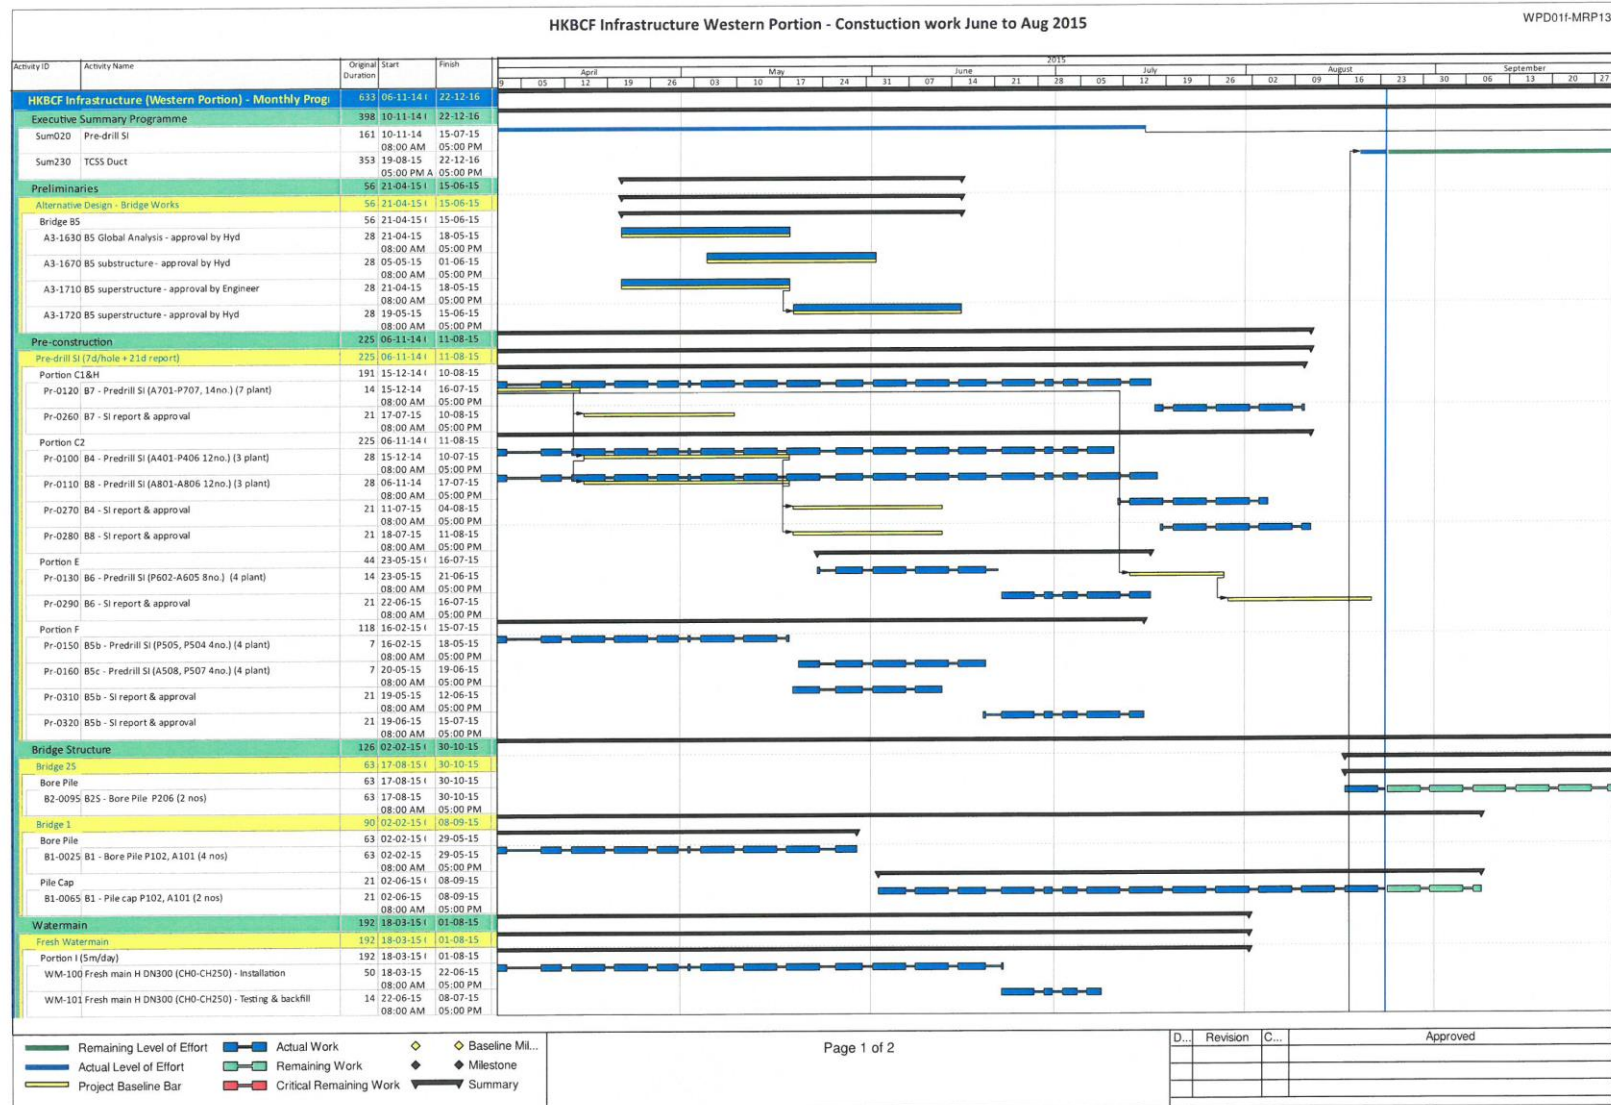 HKBCF Infrastructure Western Portion - Constuction work June to Aug 2015
WPD01f-MRP13
Activity ID Activity Name Original Duration Start Finish
2015
April May June July August September
9 05 12 19 26 03 10 17 24 31 07 14 21 28 05 12 19 26 02 09 16 23 30 06 13 20 27
HKBCF Infrastructure (Western Portion) - Monthly Prog 633 06-11-14 22-12-16
Executive Summary Programme 398 10-11-14 22-12-16
Sum020 Pre-drill SI 161 10-11-14 15-07-15
08:00 AM 05:00 PM
Sum230 TCSS Duct 353 19-08-15 22-12-16
05:00 PM A 05:00 PM
Preliminaries 56 21-04-15 15-06-15
Alternative Design - Bridge Works 56 21-04-15 15-06-15
Bridge B5 56 21-04-15 15-06-15
A3-1630 B5 Global Analysis - approval by Hyd 28 21-04-15 18-05-15
08:00 AM 05:00 PM
A3-1670 B5 substructure - approval by Hyd 28 05-05-15 01-06-15
08:00 AM 05:00 PM
A3-1710 B5 superstructure - approval by Engineer 28 21-04-15 18-05-15
08:00 AM 05:00 PM
A3-1720 B5 superstructure - approval by Hyd 28 19-05-15 15-06-15
08:00 AM 05:00 PM
Pre-construction 225 06-11-14 11-08-15
Pre-drill SI (7d/hole + 21d report) 225 06-11-14 11-08-15
Portion C1&H 191 15-12-14 10-08-15
Pr-0120 B7 - Predrill SI (A701-P707, 14no.) (7 plant) 14 15-12-14 16-07-15
08:00 AM 05:00 PM
Pr-0260 B7 - SI report & approval 21 17-07-15 10-08-15
08:00 AM 05:00 PM
Portion C2 225 06-11-14 11-08-15
Pr-0100 B4 - Predrill SI (A401-P406 12no.) (3 plant) 28 15-12-14 10-07-15
08:00 AM 05:00 PM
Pr-0110 B8 - Predrill SI (A801-A806 12no.) (3 plant) 28 06-11-14 17-07-15
08:00 AM 05:00 PM
Pr-0270 B4 - SI report & approval 21 11-07-15 04-08-15
08:00 AM 05:00 PM
Pr-0280 B8 - SI report & approval 21 18-07-15 11-08-15
08:00 AM 05:00 PM
Portion E 44 23-05-15 16-07-15
Pr-0130 B6 - Predrill SI (P602-A605 8no.) (4 plant) 14 23-05-15 21-06-15
08:00 AM 05:00 PM
Pr-0290 B6 - SI report & approval 21 22-06-15 16-07-15
08:00 AM 05:00 PM
Portion F 118 16-02-15 15-07-15
Pr-0150 B5b - Predrill SI (P505, P504 4no.) (4 plant) 7 16-02-15 18-05-15
08:00 AM 05:00 PM
Pr-0160 B5c - Predrill SI (A508, P507 4no.) (4 plant) 7 20-05-15 19-06-15
08:00 AM 05:00 PM
Pr-0310 B5b - SI report & approval 21 19-05-15 12-06-15
08:00 AM 05:00 PM
Pr-0320 B5b - SI report & approval 21 19-06-15 15-07-15
08:00 AM 05:00 PM
Bridge Structure 126 02-02-15 30-10-15
Bridge 2S 63 17-08-15 30-10-15
Bore Pile 63 17-08-15 30-10-15
B2-0095 B2S - Bore Pile P206 (2 nos) 63 17-08-15 30-10-15
08:00 AM 05:00 PM
Bridge 1 90 02-02-15 08-09-15
Bore Pile 63 02-02-15 29-05-15
B1-0025 B1 - Bore Pile P102, A101 (4 nos) 63 02-02-15 29-05-15
08:00 AM 05:00 PM
Pile Cap 21 02-06-15 08-09-15
B1-0065 B1 - Pile cap P102, A101 (2 nos) 21 02-06-15 08-09-15
08:00 AM 05:00 PM
Watermain 192 18-03-15 01-08-15
Fresh Watermain 192 18-03-15 01-08-15
Portion I (5m/day) 192 18-03-15 01-08-15
WM-100 Fresh main H DN300 (CH0-CH250) - Installation 50 18-03-15 22-06-15
08:00 AM 05:00 PM
WM-101 Fresh main H DN300 (CH0-CH250) - Testing & backfill 14 22-06-15 08-07-15
08:00 AM 05:00 PM
Remaining Level of Effort Actual Work Baseline Mil...
Actual Level of Effort Remaining Work Milestone
Project Baseline Bar Critical Remaining Work Summary
Page 1 of 2
D... Revision C... Approved